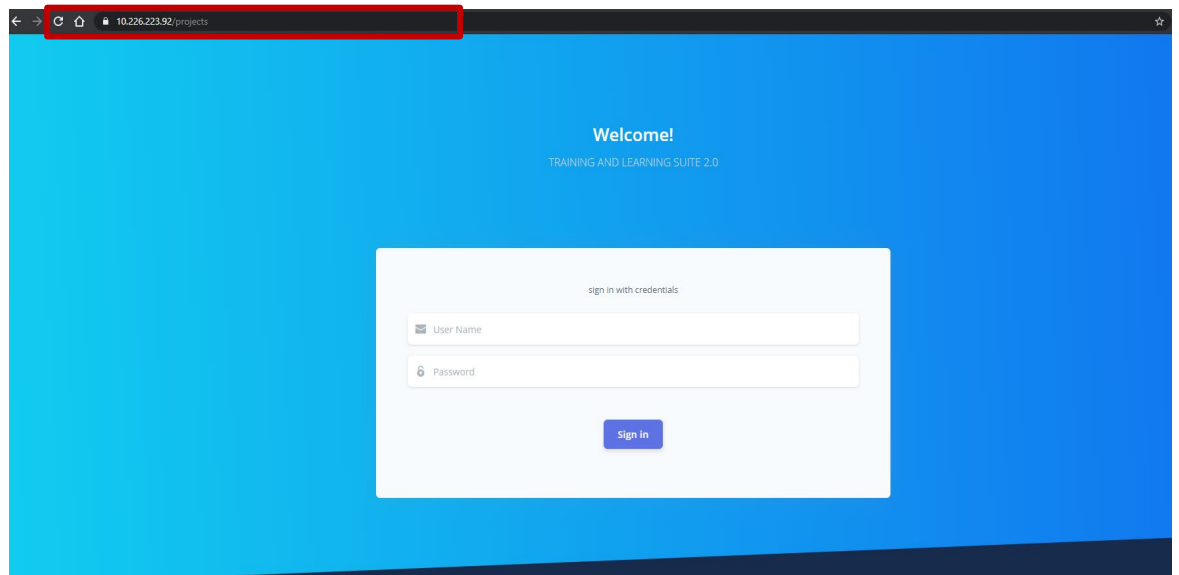 10.226.223.92/projects
Welcome!
TRAINING AND LEARNING SUITE 2.0
sign in with credentials
User Name
Password
Sign in